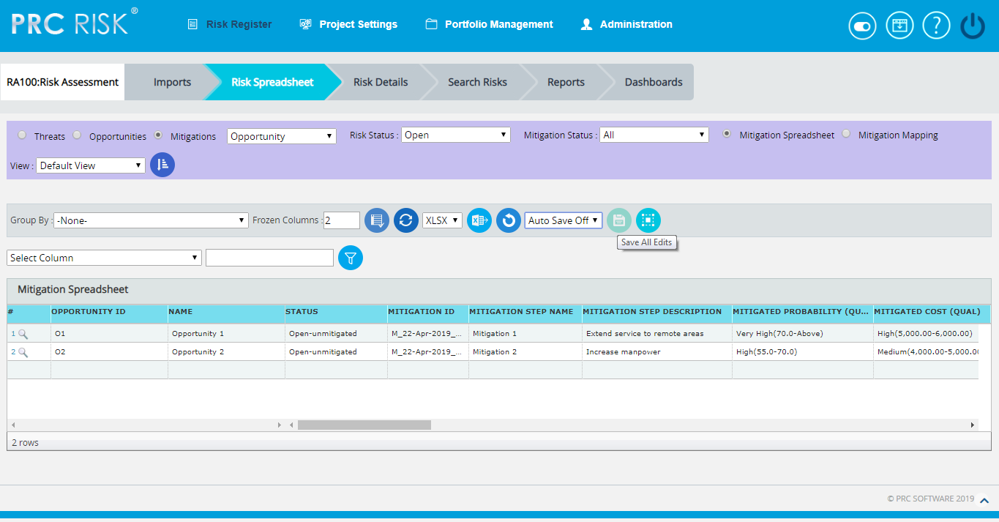 PRC RISK®
Risk Register Project Settings Portfolio Management Administration
?
RA100:Risk Assessment Imports Risk Spreadsheet Risk Details Search Risks Reports Dashboards
Threats Opportunities Mitigations Opportunity Risk Status : Open Mitigation Status : All Mitigation Spreadsheet Mitigation Mapping
View : Default View
Group By : -None- Frozen Columns : 2 XLSX Auto Save Off
Save All Edits
Select Column
Mitigation Spreadsheet
# OPPORTUNITY ID NAME STATUS MITIGATION ID MITIGATION STEP NAME MITIGATION STEP DESCRIPTION MITIGATED PROBABILITY (QU... MITIGATED COST (QUAL)
1 O1 Opportunity 1 Open-unmitigated M_22-Apr-2019_... Mitigation 1 Extend service to remote areas Very High(70.0-Above) High(5,000.00-6,000.00)
2 O2 Opportunity 2 Open-unmitigated M_22-Apr-2019_... Mitigation 2 Increase manpower High(55.0-70.0) Medium(4,000.00-5,000.00
2 rows
© PRC SOFTWARE 2019